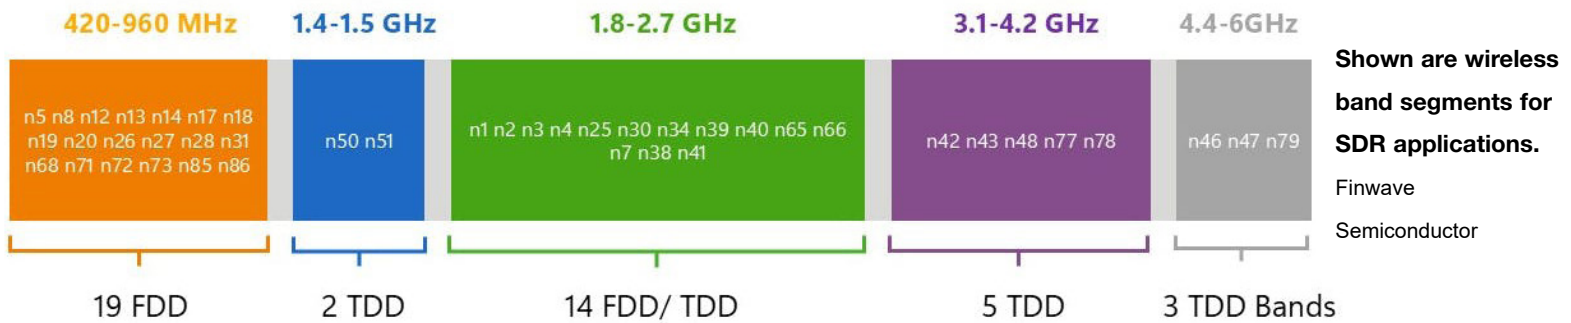 420-960 MHz
1.4-1.5 GHz
1.8-2.7 GHz
3.1-4.2 GHz
4.4-6GHz
n5 n8 n12 n13 n14 n17 n18
n19 n20 n26 n27 n28 n31
n68 n71 n72 n73 n85 n86
n50 n51
n1 n2 n3 n4 n25 n30 n34 n39 n40 n65 n66
n7 n38 n41
n42 n43 n48 n77 n78
n46 n47 n79
19 FDD
2 TDD
14 FDD/ TDD
5 TDD
3 TDD Bands
Shown are wireless
band segments for
SDR applications.
Finwave
Semiconductor